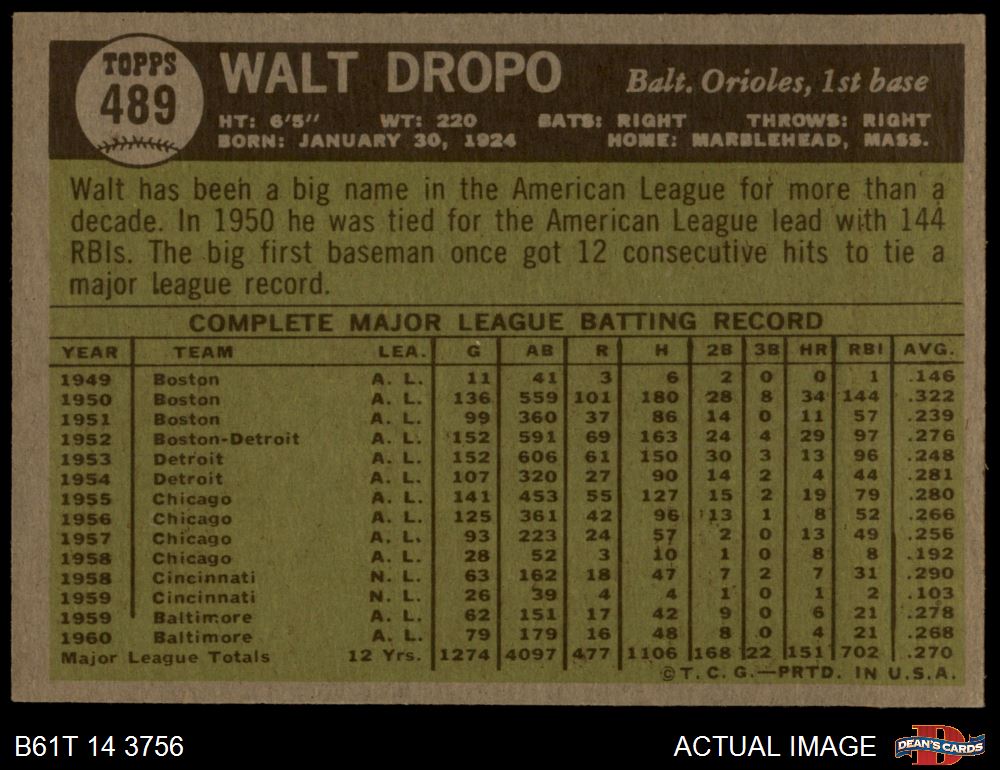 TOPPS
489
WALT DROPO Balt. Orioles, 1st base
HT: 6'5" WT: 220 BATS: RIGHT THROWS: RIGHT
BORN: JANUARY 30, 1924 HOME: MARBLEHEAD, MASS.
Walt has been a big name in the American League for more than a
decade. In 1950 he was tied for the American League lead with 144
RBIs. The big first baseman once got 12 consecutive hits to tie a
major league record.
COMPLETE MAJOR LEAGUE BATTING RECORD
YEAR TEAM LEA. G AB R H 2B 3B HR RBI AVG.
1949 Boston A. L. 11 41 3 6 2 0 0 1 .146
1950 Boston A. L. 136 559 101 180 28 8 34 144 .322
1951 Boston A. L. 99 360 37 86 14 0 11 57 .239
1952 Boston-Detroit A. L. 152 591 69 163 24 4 29 97 .276
1953 Detroit A. L. 152 606 61 150 30 3 13 96 .248
1954 Detroit A. L. 107 320 27 90 14 2 4 44 .281
1955 Chicago A. L. 141 453 55 127 15 2 19 79 .280
1956 Chicago A. L. 125 361 42 96 13 1 8 52 .266
1957 Chicago A. L. 93 223 24 57 2 0 13 49 .256
1958 Chicago A. L. 28 52 3 10 1 0 8 8 .192
1958 Cincinnati N. L. 63 162 18 47 7 2 7 31 .290
1959 Cincinnati N. L. 26 39 4 4 1 0 1 2 .103
1959 Baltimore A. L. 62 151 17 42 9 0 6 21 .278
1960 Baltimore A. L. 79 179 16 48 8 0 4 21 .268
Major League Totals 12 Yrs. 1274 4097 477 1106 168 22 151 702 .270
© T. C. G.—PRTD. IN U.S.A.
B61T 14 3756 ACTUAL IMAGE DEAN'S CARDS